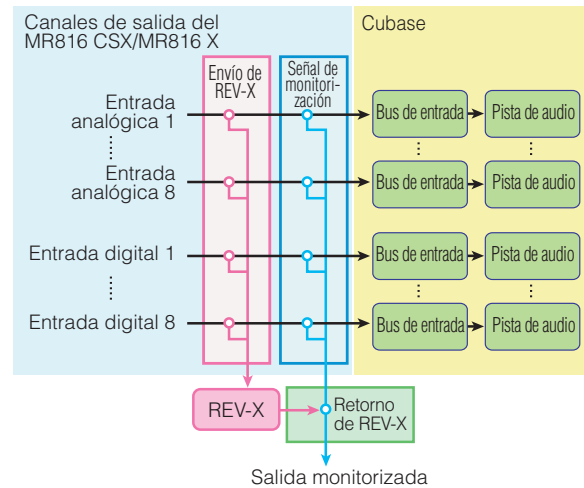 Canales de salida del
MR816 CSX/MR816 X
Cubase
Envío de
REV-X
Señal de
monitori-
zación
Entrada
analógica 1
Bus de entrada
Pista de audio
Entrada
analógica 8
Bus de entrada
Pista de audio
Entrada digital 1
Bus de entrada
Pista de audio
Entrada digital 8
Bus de entrada
Pista de audio
REV-X
Retorno
de REV-X
Salida monitorizada